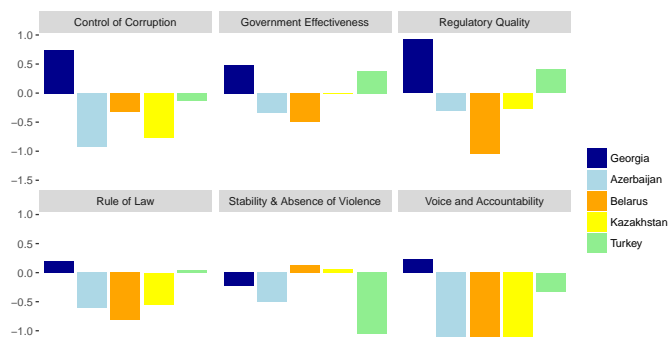 Control of Corruption Government Effectiveness Regulatory Quality
1.0
0.5
0.0
−0.5
−1.0
−1.5
Rule of Law Stability & Absence of Violence Voice and Accountability
1.0
0.5
0.0
−0.5
−1.0
Georgia
Azerbaijan
Belarus
Kazakhstan
Turkey